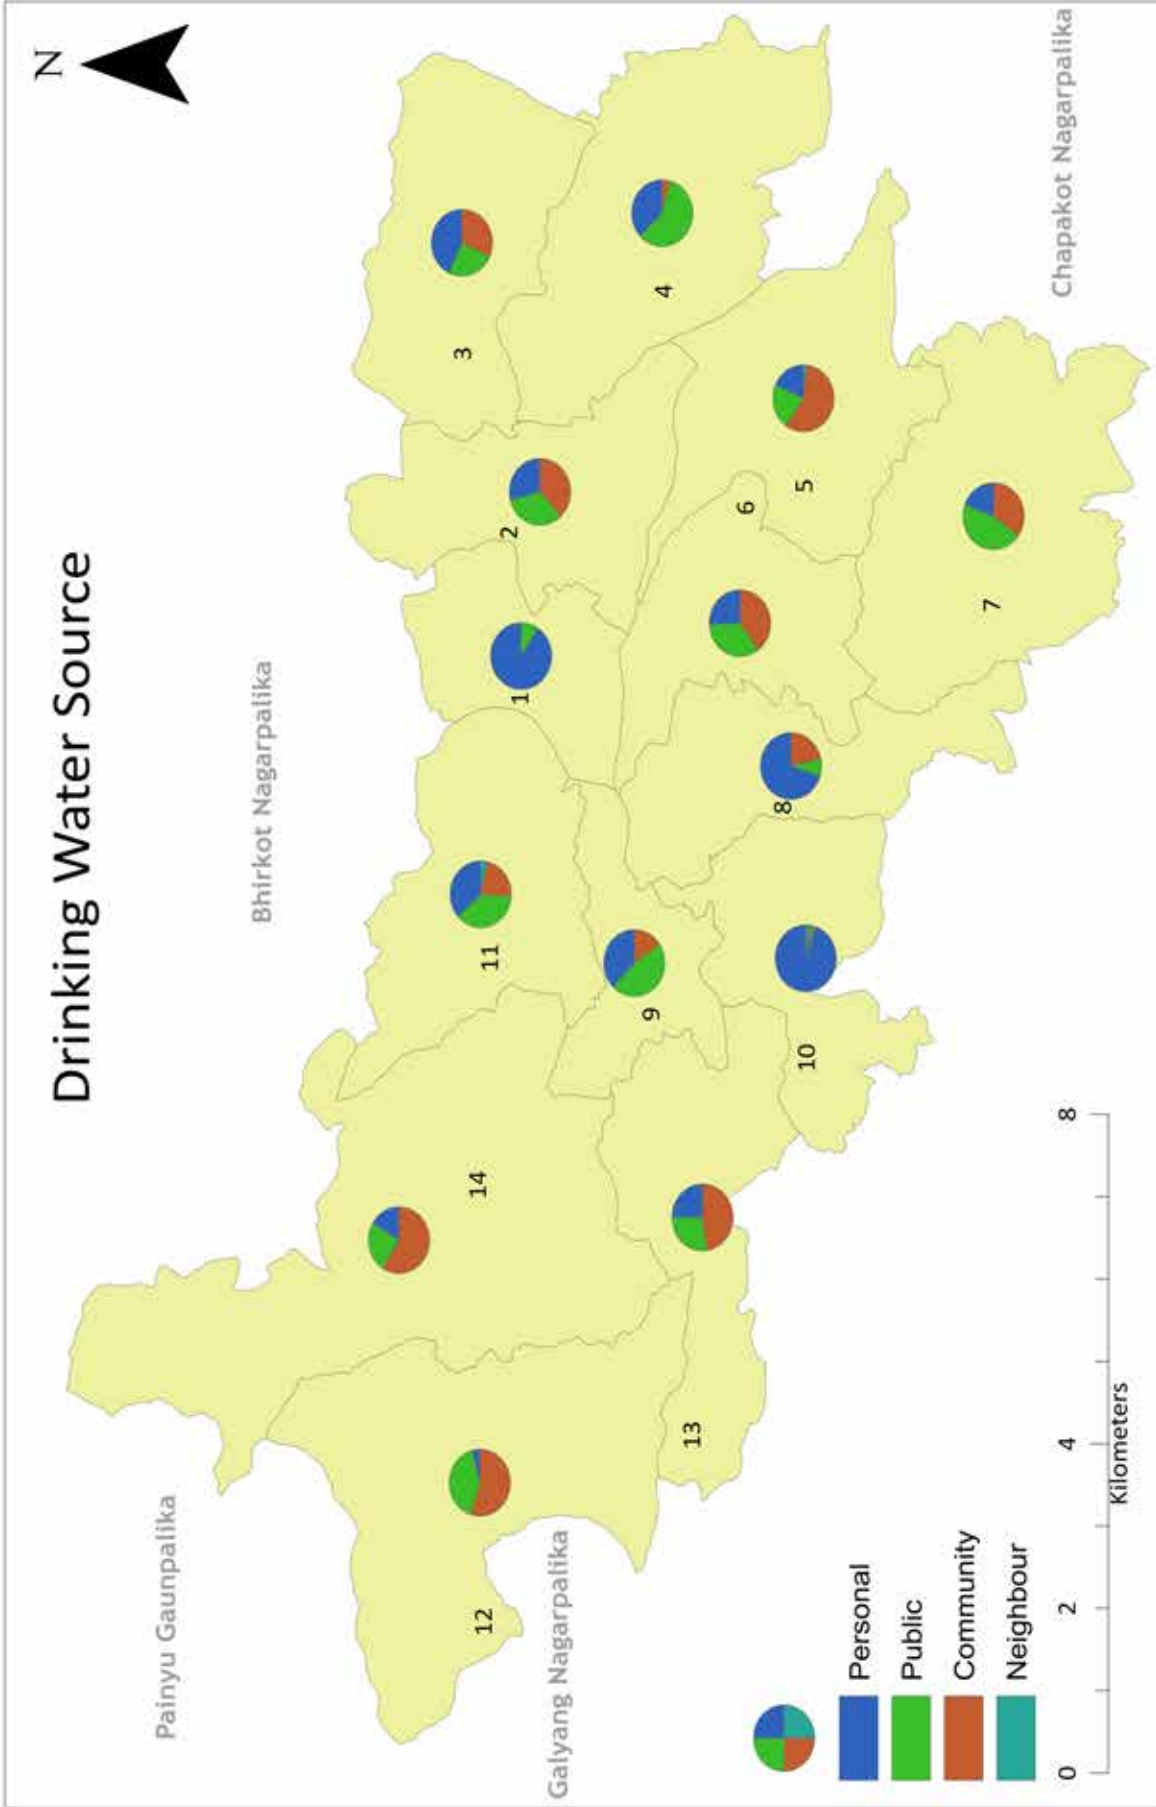 Drinking Water Source
N
Painyu Gaunpalika
Bhirkot Nagarpalika
Galyang Nagarpalika
Chapakot Nagarpalika
14
11
1
2
3
12
13
9
10
8
6
5
4
7
Personal
Public
Community
Neighbour
0 2 4 8
Kilometers